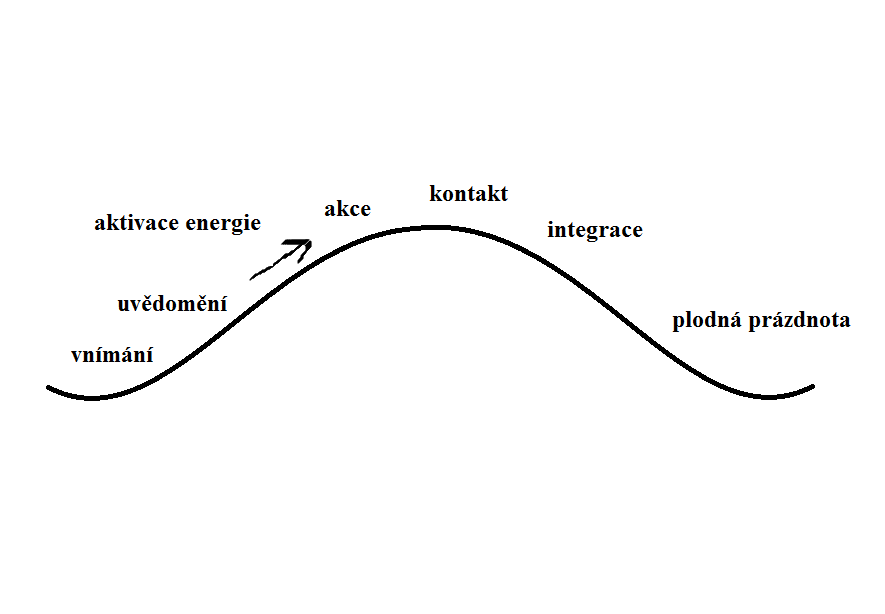 vnímání
uvědomění
aktivace energie
akce
kontakt
integrace
plodná prázdnota